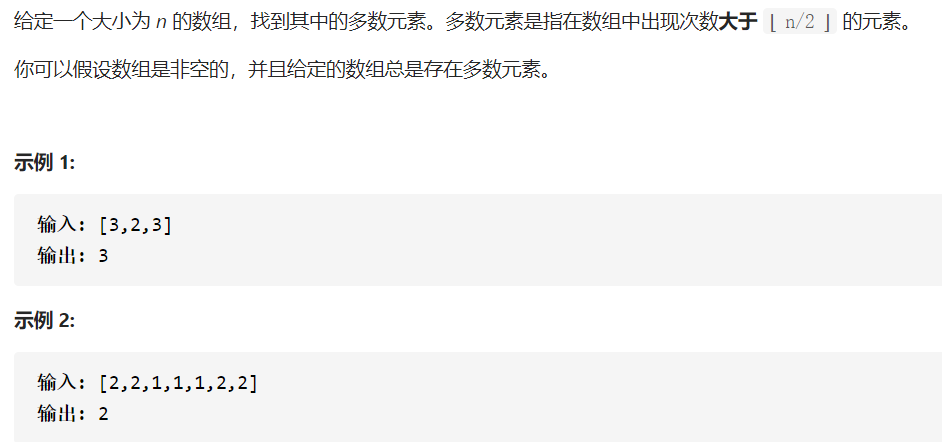 给定一个大小为 n 的数组，找到其中的多数元素。多数元素是指在数组中出现次数大于 ⌊ n/2 ⌋ 的元素。
你可以假设数组是非空的，并且给定的数组总是存在多数元素。
示例 1:
输入: [3,2,3]
输出: 3
示例 2:
输入: [2,2,1,1,1,2,2]
输出: 2